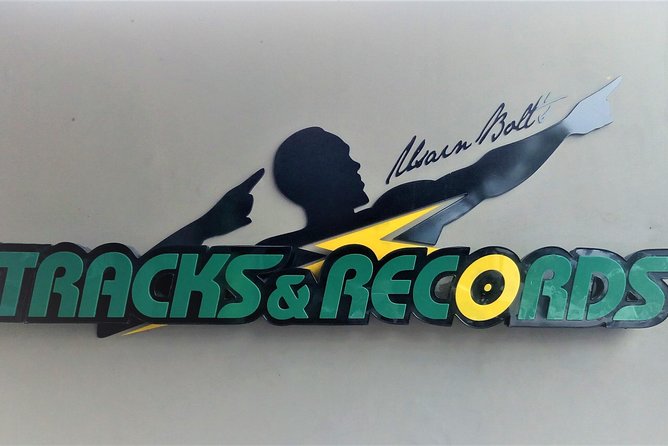 Usain Bolt
TRACKS & RECORDS